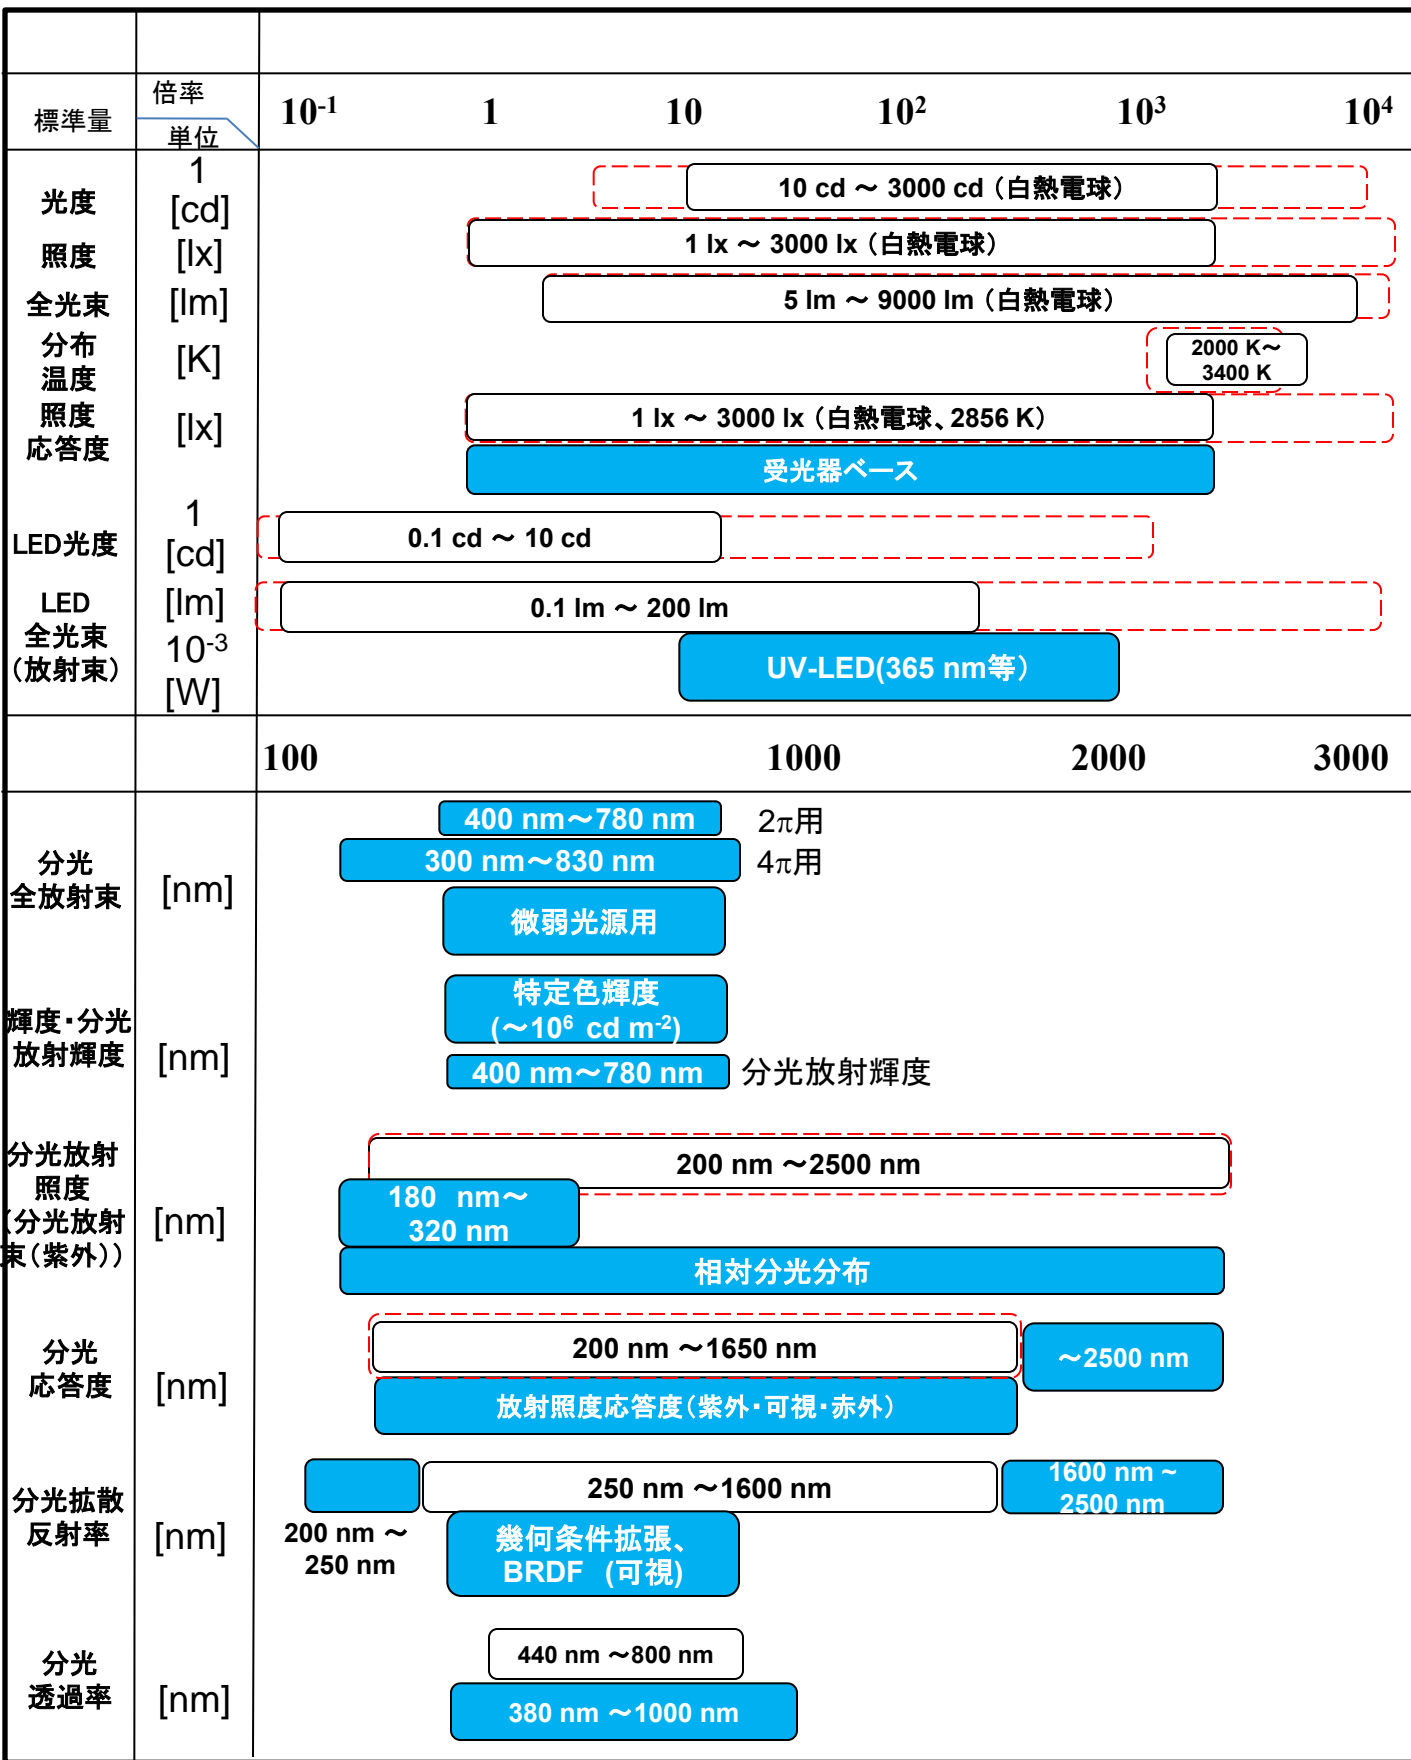 標準量
倍率
単位
10-1 1 10 10² 10³ 10⁴
光度
1
[cd]
10 cd ～ 3000 cd（白熱電球）
照度
[lx]
1 lx ～ 3000 lx（白熱電球）
全光束
[lm]
5 lm ～ 9000 lm（白熱電球）
分布
温度
[K]
2000 K～
3400 K
照度
応答度
[lx]
1 lx ～ 3000 lx（白熱電球、2856 K）
受光器ベース
LED光度
1
[cd]
0.1 cd ～ 10 cd
LED
全光束
（放射束）
[lm]
10-3
[W]
0.1 lm ～ 200 lm
UV-LED(365 nm等）
100 1000 2000 3000
分光
全放射束
[nm]
400 nm～780 nm 2π用
300 nm～830 nm 4π用
微弱光源用
輝度・分光
放射輝度
[nm]
特定色輝度
(～10⁶ cd m-2)
400 nm～780 nm 分光放射輝度
分光放射
照度
（分光放射
束（紫外））
[nm]
200 nm ～2500 nm
180 nm～
320 nm
相対分光分布
分光
応答度
[nm]
200 nm ～1650 nm
～2500 nm
放射照度応答度（紫外・可視・赤外）
分光拡散
反射率
[nm]
200 nm ～
250 nm
250 nm ～1600 nm
1600 nm ~
2500 nm
幾何条件拡張、
BRDF (可視)
分光
透過率
[nm]
440 nm ～800 nm
380 nm ～1000 nm